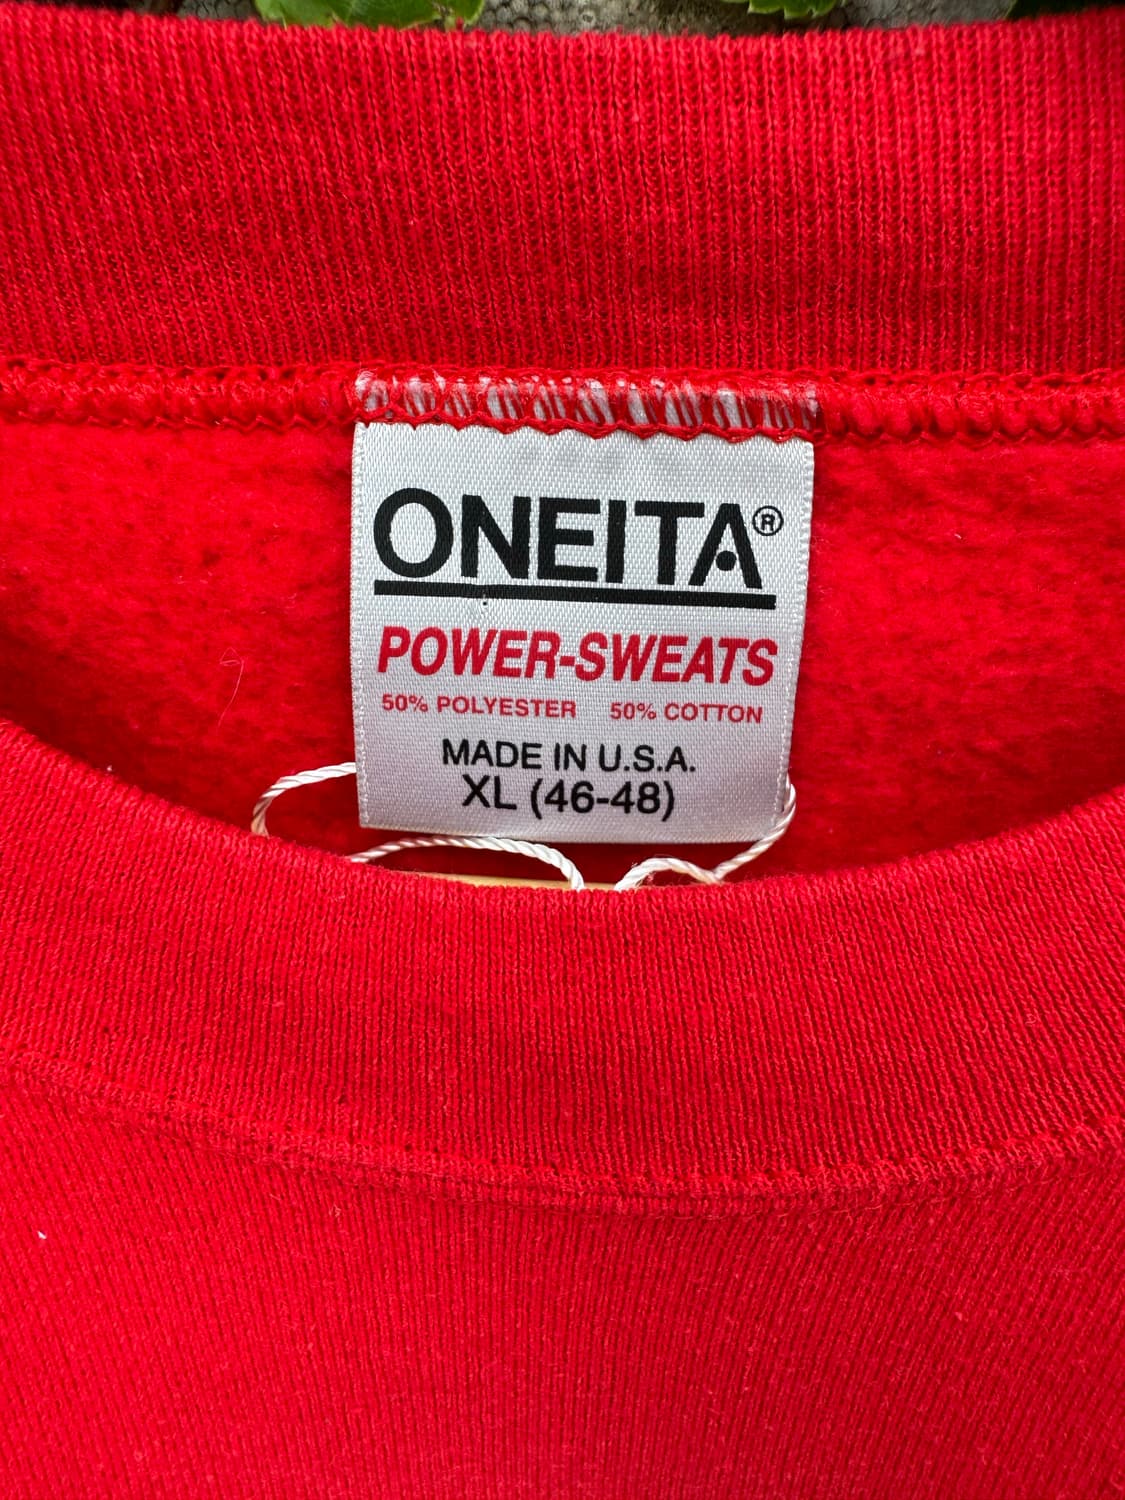 ONEITA®
POWER-SWEATS
50% POLYESTER 50% COTTON
MADE IN U.S.A.
XL (46-48)